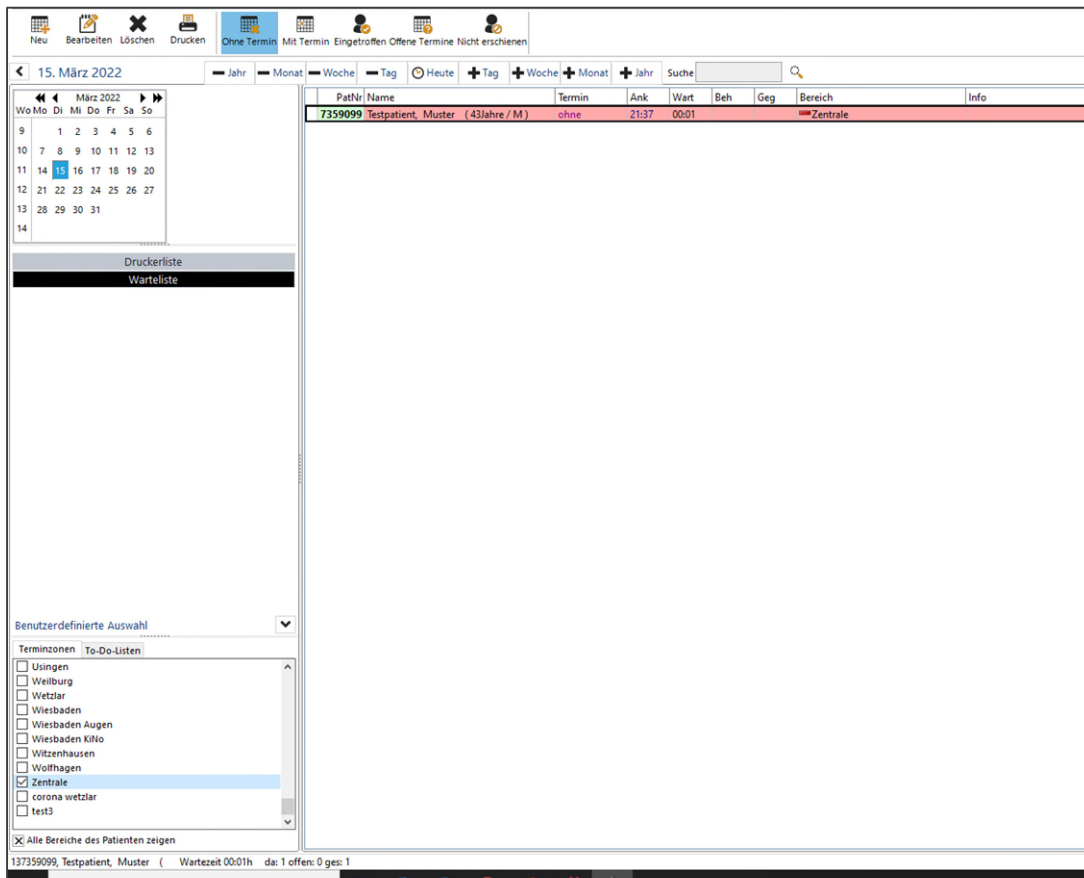 Neu Bearbeiten Löschen Drucken Ohne Termin Mit Termin Eingetroffen Offene Termine Nicht erschienen
15. März 2022 Jahr Monat Woche Tag Heute Tag Woche Monat Jahr Suche
März 2022
Wo Mo Di Mi Do Fr Sa So
9 1 2 3 4 5 6
10 7 8 9 10 11 12 13
11 14 15 16 17 18 19 20
12 21 22 23 24 25 26 27
13 28 29 30 31
14
Druckerliste
Warteliste
Benutzerdefinierte Auswahl
Terminzonen To-Do-Listen
Usingen
Weilburg
Wetzlar
Wiesbaden
Wiesbaden Augen
Wiesbaden KiNo
Witzenhausen
Wolfhagen
Zentrale
corona wetzlar
test3
Alle Bereiche des Patienten zeigen
PatNr Name Termin Ank Wart Beh Geg Bereich Info
7359099 Testpatient, Muster ( 43Jahre / M ) ohne 21:37 00:01 Zentrale
137359099, Testpatient, Muster ( Wartezeit 00:01h da: 1 offen: 0 ges: 1